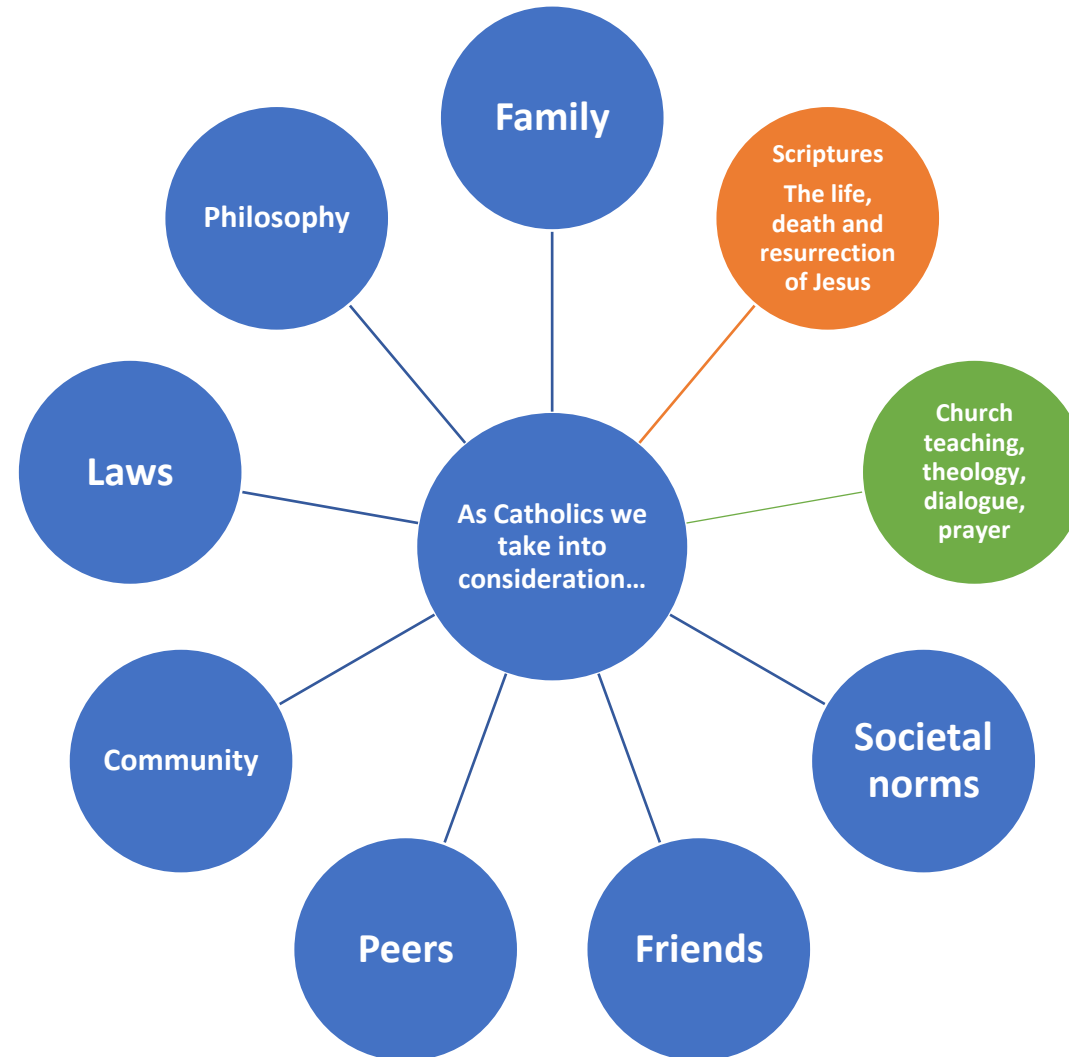 Family
Scriptures
The life,
death and
resurrection
of Jesus
Philosophy
Church
teaching,
theology,
dialogue,
prayer
Laws
As Catholics we
take into
consideration…
Societal
norms
Community
Friends
Peers